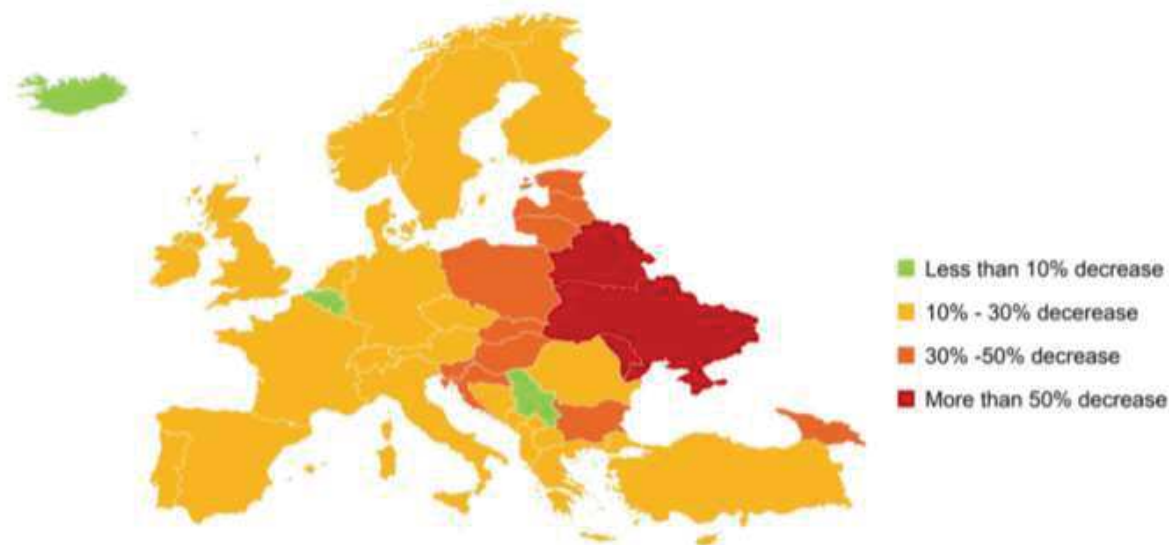 Less than 10% decrease
10% - 30% decerease
30% -50% decrease
More than 50% decrease